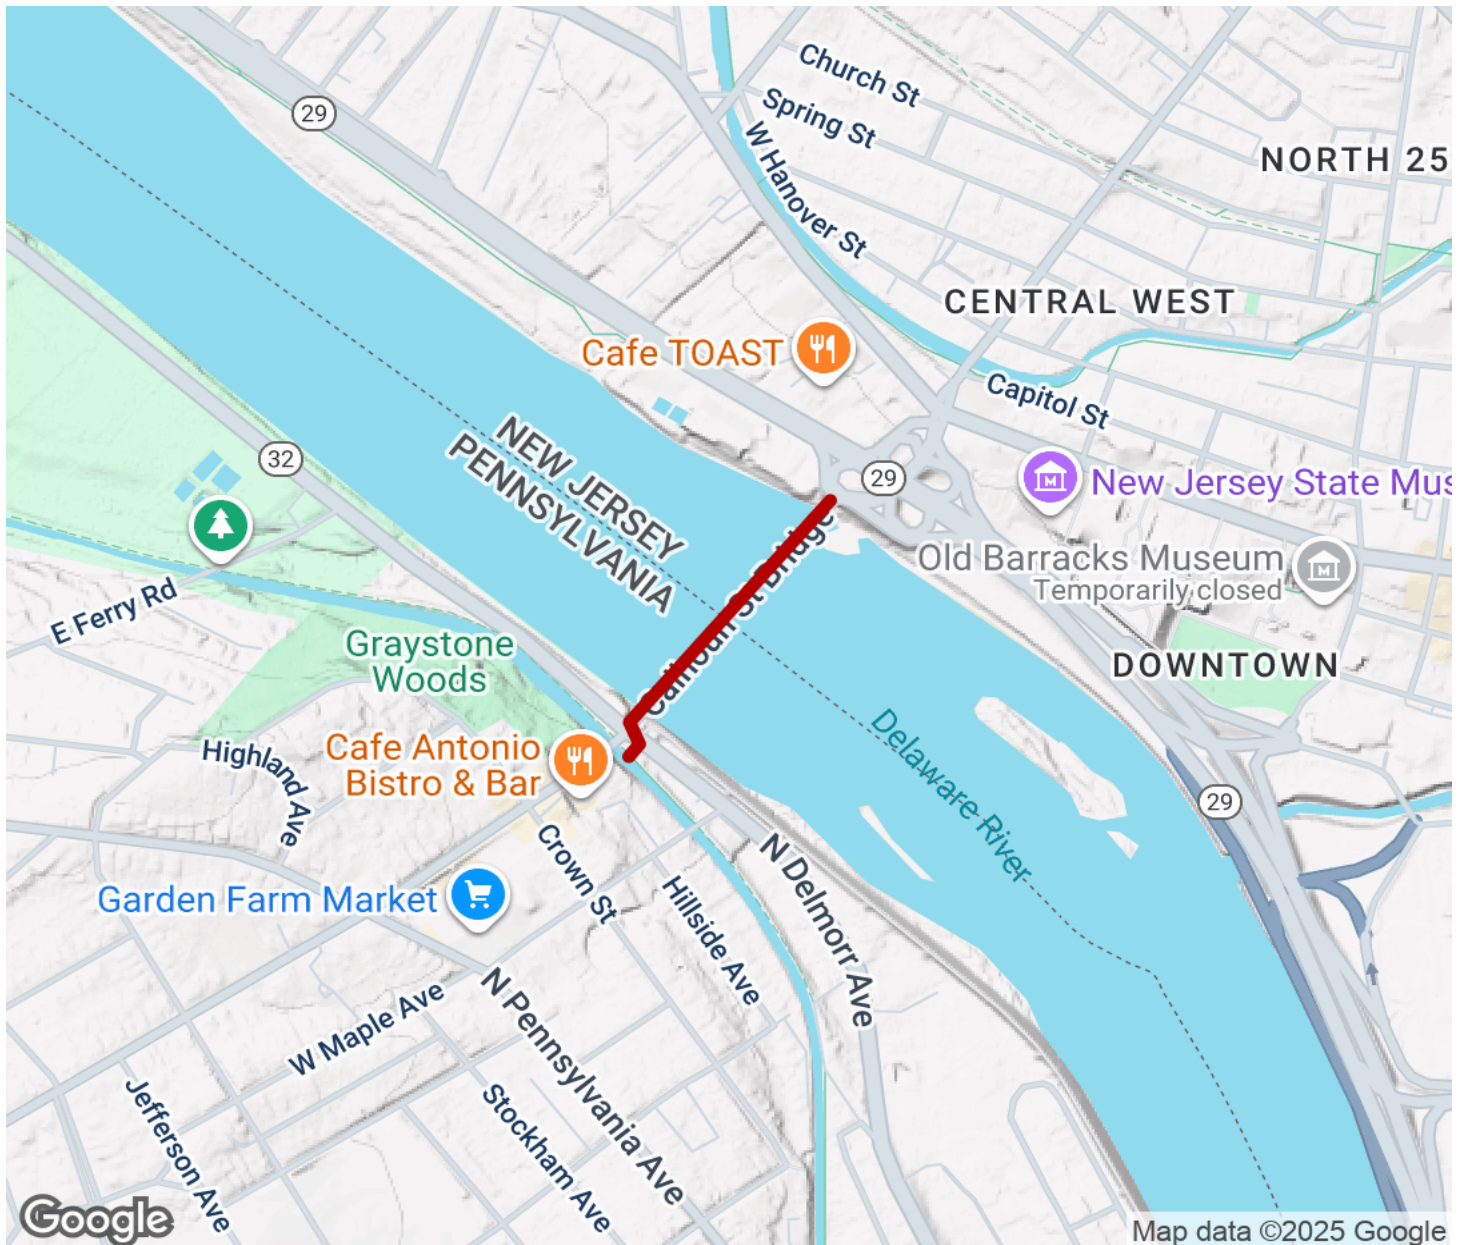 Church St
29
Spring St
W Hanover St
NORTH 25
CENTRAL WEST
Cafe TOAST
Capitol St
NEW JERSEY
PENNSYLVANIA
32
29
New Jersey State Mus
Old Barracks Museum
Temporarily closed
E Ferry Rd
Calhoun St Bridge
Graystone
Woods
DOWNTOWN
Highland Ave
Cafe Antonio
Bistro & Bar
Delaware River
29
Crown St
N Delmorr Ave
Garden Farm Market
Hillside Ave
W Maple Ave
N Pennsylvania Ave
Jefferson Ave
Stockham Ave
Google
Map data ©2025 Google